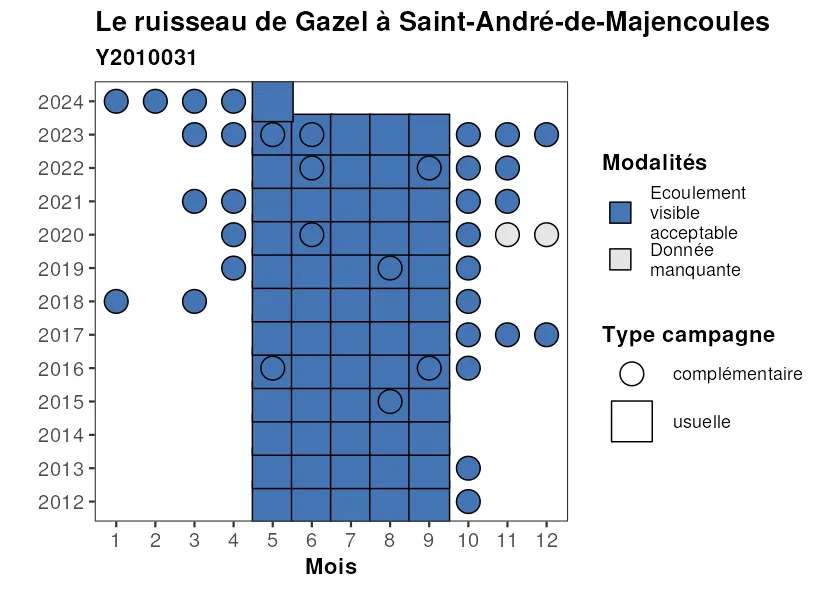 Le ruisseau de Gazel à Saint-André-de-Majencoules
Y2010031
2024
2023
2022
2021
2020
2019
2018
2017
2016
2015
2014
2013
2012
1 2 3 4 5 6 7 8 9 10 11 12
Mois
Modalités
Ecoulement
visible
acceptable
Donnée
manquante
Type campagne
complémentaire
usuelle